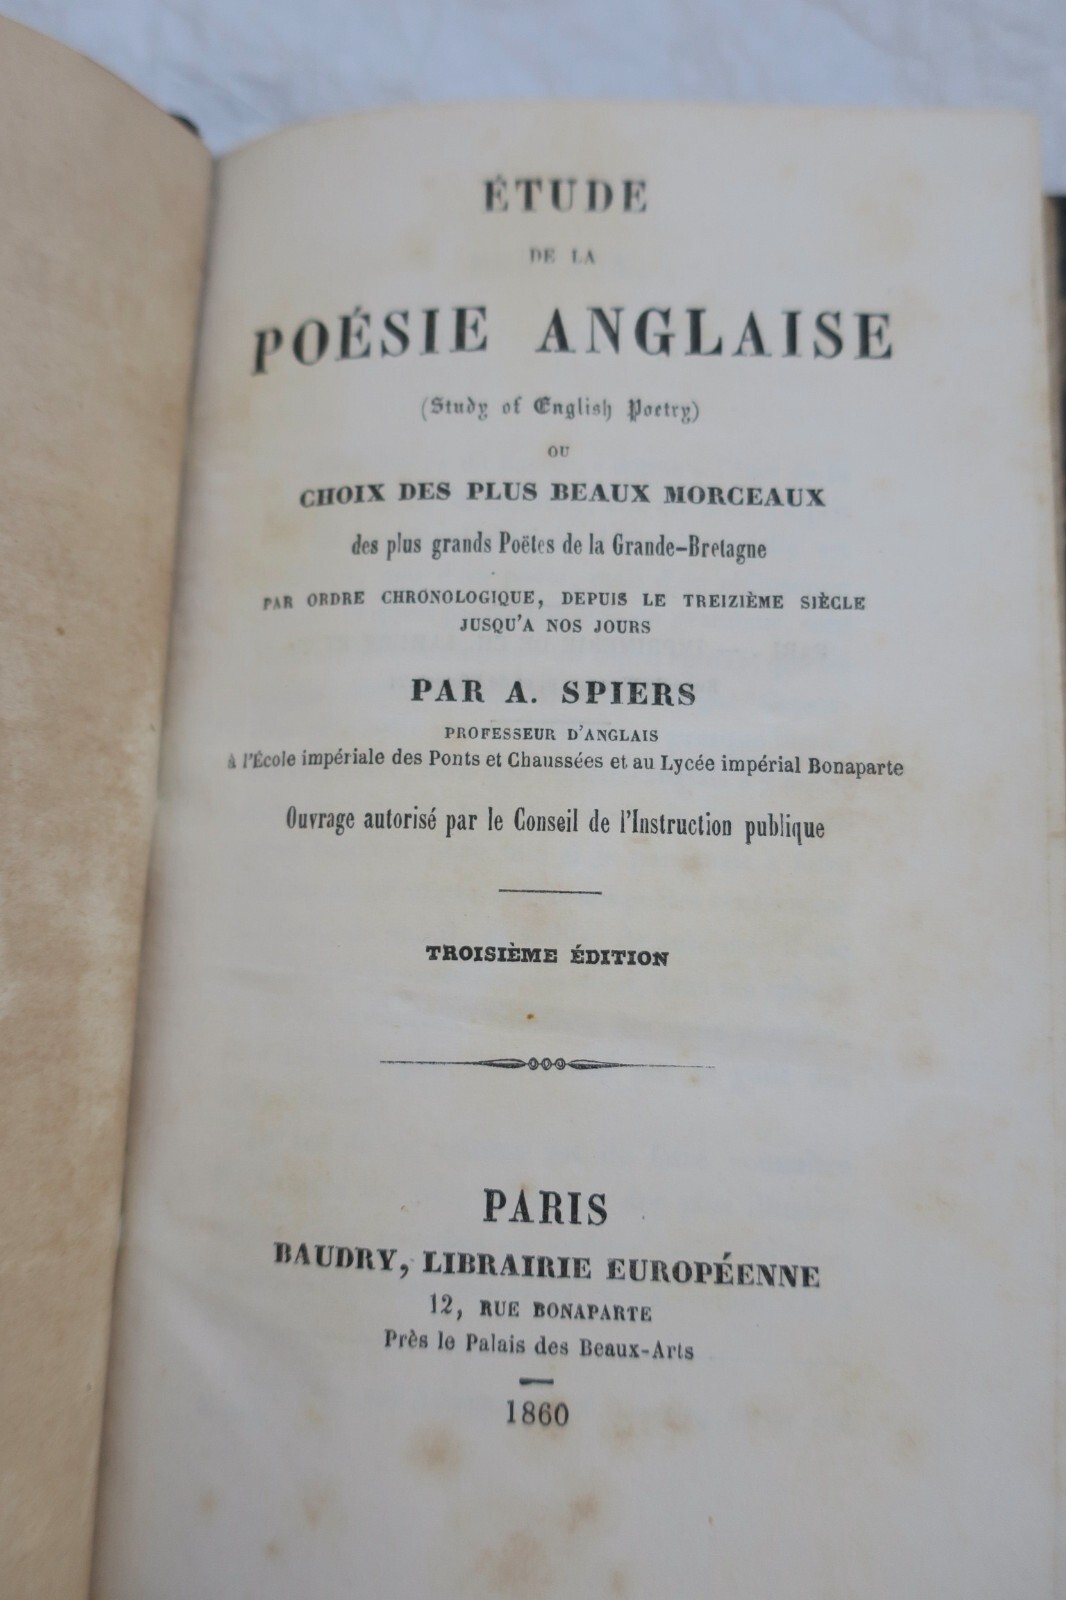 ÉTUDE
DE LA
POÉSIE ANGLAISE
(Study of English Poetry)
OU
CHOIX DES PLUS BEAUX MORCEAUX
des plus grands Poëtes de la Grande-Bretagne
PAR ORDRE CHRONOLOGIQUE, DEPUIS LE TREIZIÈME SIÈCLE
JUSQU'A NOS JOURS
PAR A. SPIERS
PROFESSEUR D'ANGLAIS
à l'École impériale des Ponts et Chaussées et au Lycée impérial Bonaparte
Ouvrage autorisé par le Conseil de l'Instruction publique
TROISIÈME ÉDITION
PARIS
BAUDRY, LIBRAIRIE EUROPÉENNE
12, RUE BONAPARTE
Près le Palais des Beaux-Arts
1860